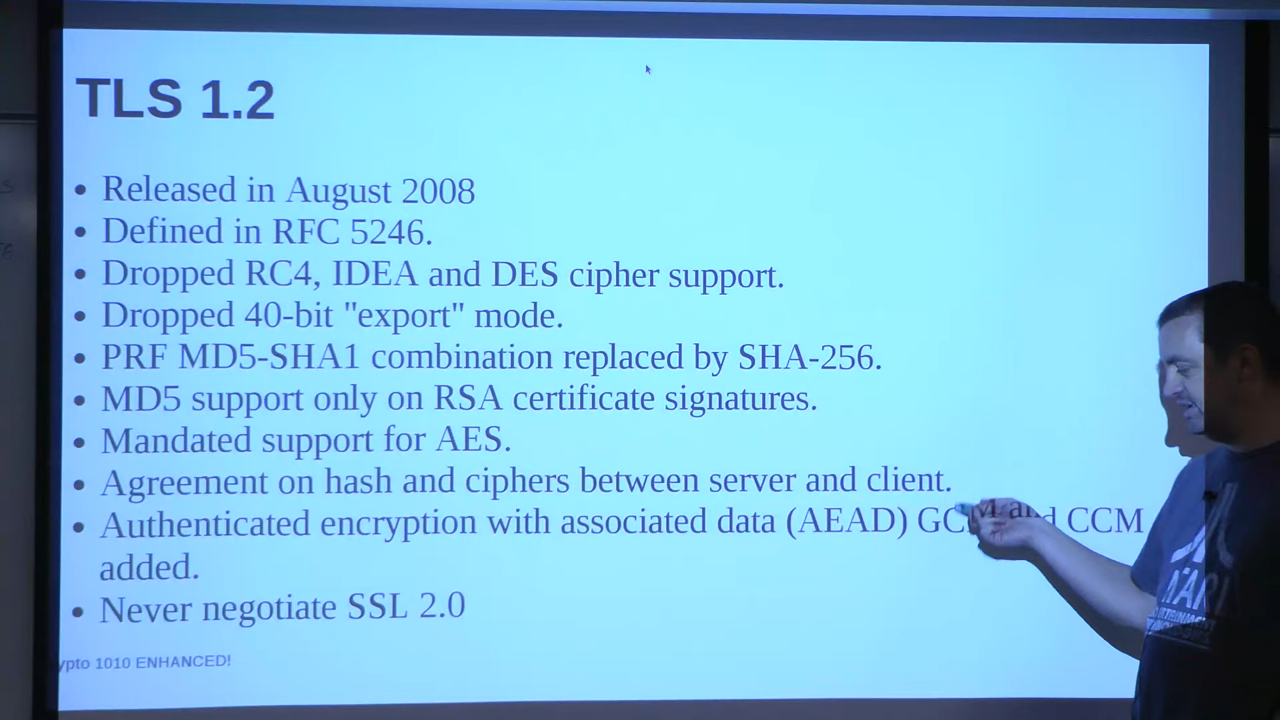 TLS 1.2
• Released in August 2008
• Defined in RFC 5246.
• Dropped RC4, IDEA and DES cipher support.
• Dropped 40-bit "export" mode.
• PRF MD5-SHA1 combination replaced by SHA-256.
• MD5 support only on RSA certificate signatures.
• Mandated support for AES.
• Agreement on hash and ciphers between server and client.
• Authenticated encryption with associated data (AEAD) GCM and CCM
added.
• Never negotiate SSL 2.0
ypto 1010 ENHANCED!
ATARI